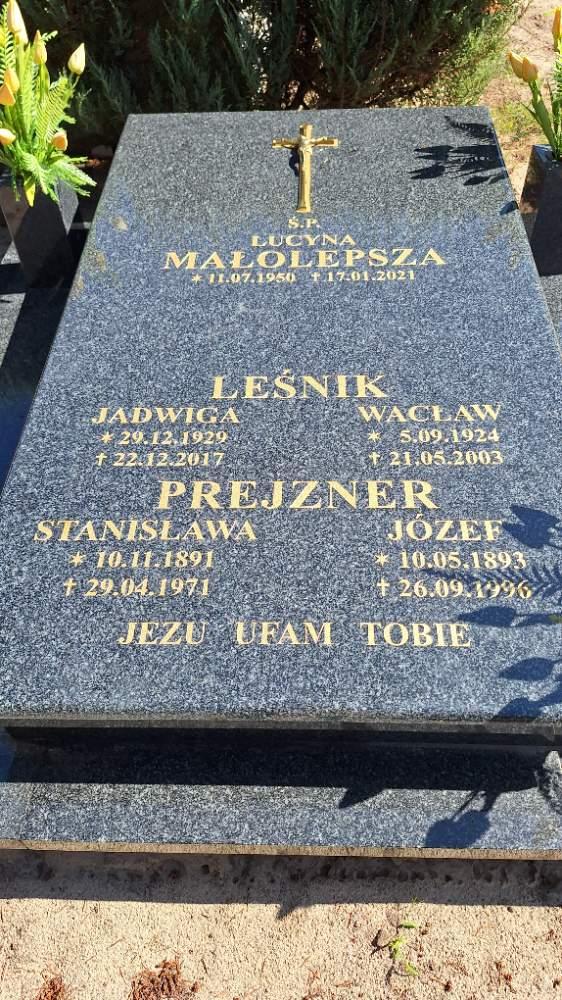 Ś.P.
LUCYNA
MAŁOLEPSZA
* 11.07.1950 † 17.01.2021
LEŚNIK
JADWIGA WACŁAW
* 29.12.1929 * 5.09.1924
† 22.12.2017 † 21.05.2003
PREJZNER
STANISŁAWA JÓZEF
* 10.11.1891 * 10.05.1893
† 29.04.1971 † 26.09.1996
JEZU UFAM TOBIE